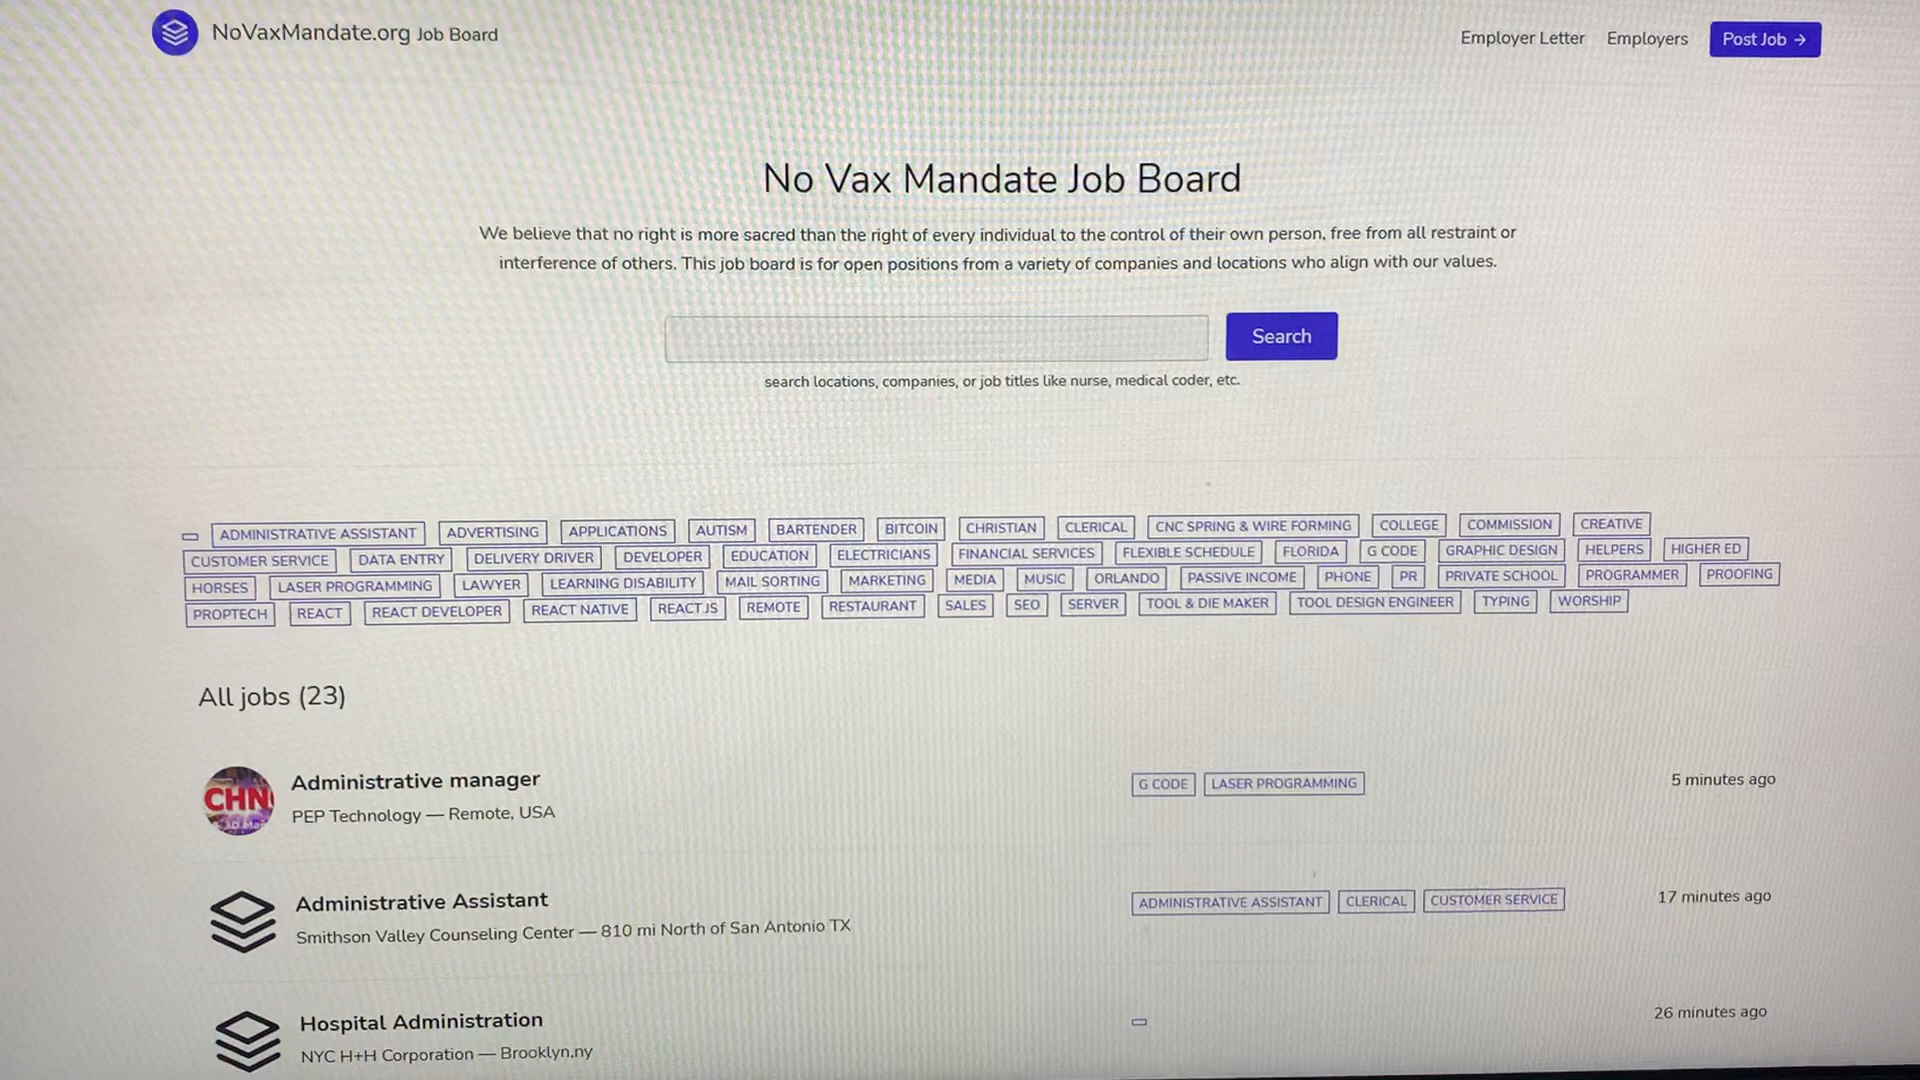 NoVaxMandate.org Job Board
Employer Letter Employers Post Job →
No Vax Mandate Job Board
We believe that no right is more sacred than the right of every individual to the control of their own person, free from all restraint or
interference of others. This job board is for open positions from a variety of companies and locations who align with our values.
Search
search locations, companies, or job titles like nurse, medical coder, etc.
ADMINISTRATIVE ASSISTANT ADVERTISING APPLICATIONS AUTISM BARTENDER BITCOIN CHRISTIAN CLERICAL CNC SPRING & WIRE FORMING COLLEGE COMMISSION CREATIVE
CUSTOMER SERVICE DATA ENTRY DELIVERY DRIVER DEVELOPER EDUCATION ELECTRICIANS FINANCIAL SERVICES FLEXIBLE SCHEDULE FLORIDA G CODE GRAPHIC DESIGN HELPERS HIGHER ED
HORSES LASER PROGRAMMING LAWYER LEARNING DISABILITY MAIL SORTING MARKETING MEDIA MUSIC ORLANDO PASSIVE INCOME PHONE PR PRIVATE SCHOOL PROGRAMMER PROOFING
PROPTECH REACT REACT DEVELOPER REACT NATIVE REACTJS REMOTE RESTAURANT SALES SEO SERVER TOOL & DIE MAKER TOOL DESIGN ENGINEER TYPING WORSHIP
All jobs (23)
CHN
Administrative manager
PEP Technology — Remote, USA
G CODE LASER PROGRAMMING
5 minutes ago
Administrative Assistant
Smithson Valley Counseling Center — 810 mi North of San Antonio TX
ADMINISTRATIVE ASSISTANT CLERICAL CUSTOMER SERVICE
17 minutes ago
Hospital Administration
NYC H+H Corporation — Brooklyn,ny
26 minutes ago